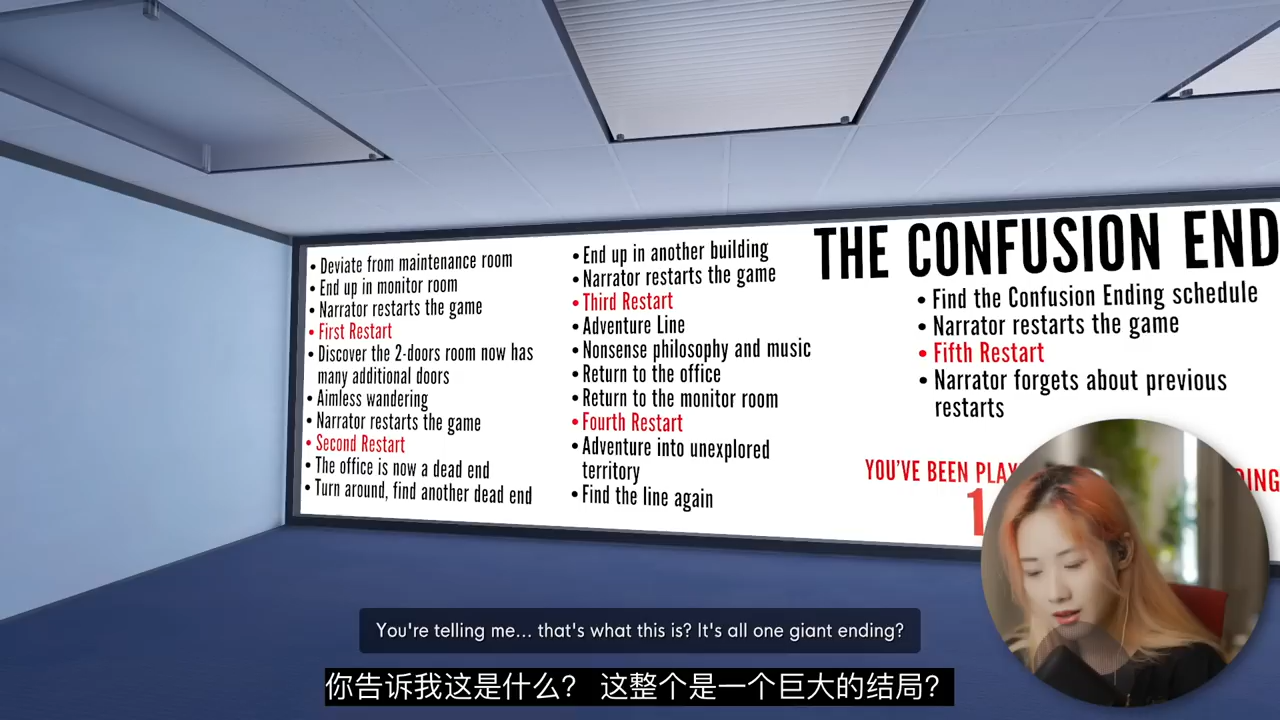 • Deviate from maintenance room
• End up in monitor room
• Narrator restarts the game
• First Restart
• Discover the 2-doors room now has
many additional doors
• Aimless wandering
• Narrator restarts the game
• Second Restart
• The office is now a dead end
• Turn around, find another dead end
• End up in another building
• Narrator restarts the game
• Third Restart
• Adventure Line
• Nonsense philosophy and music
• Return to the office
• Return to the monitor room
• Fourth Restart
• Adventure into unexplored
territory
• Find the line again
THE CONFUSION END
• Find the Confusion Ending schedule
• Narrator restarts the game
• Fifth Restart
• Narrator forgets about previous
restarts
YOU'VE BEEN
You're telling me... that's what this is? It's all one giant ending?
你告诉我这是什么? 这整个是一个巨大的结局?